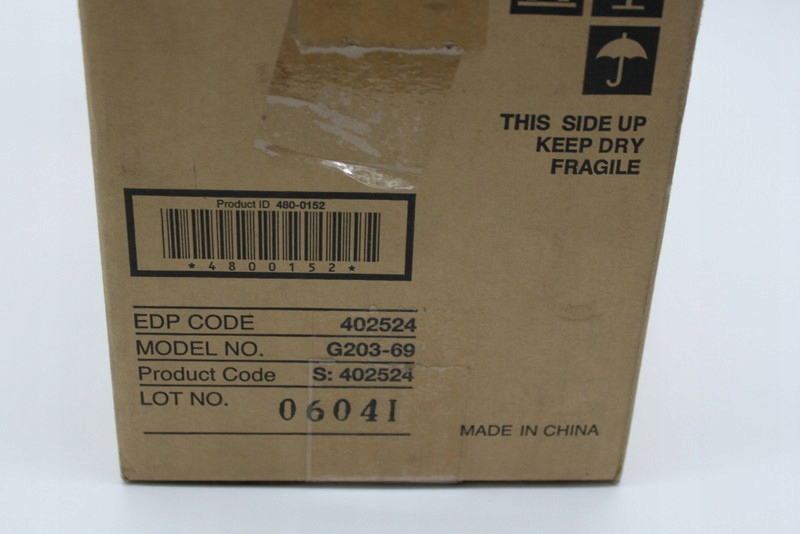 THIS SIDE UP
KEEP DRY
FRAGILE
Product ID 480-0152
*4800152*
EDP CODE 402524
MODEL NO. G203-69
Product Code S: 402524
LOT NO. 0604I
MADE IN CHINA